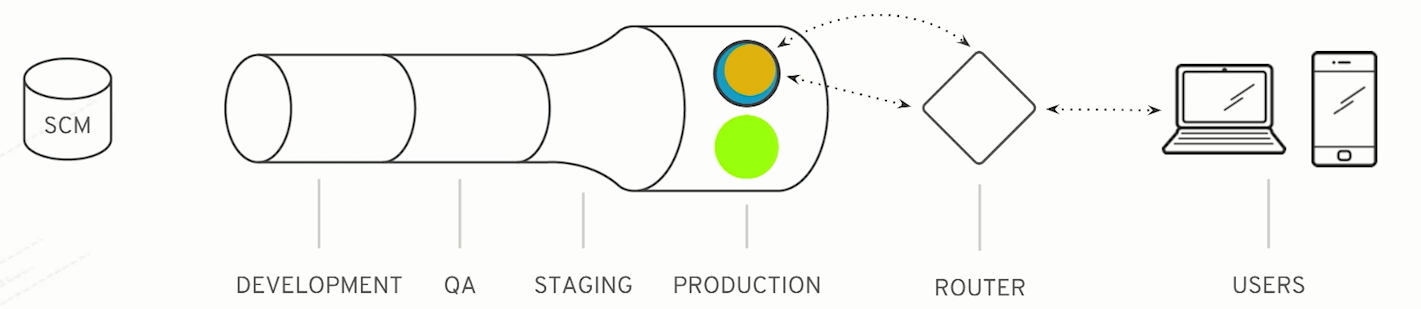 SCM
DEVELOPMENT
QA
STAGING
PRODUCTION
ROUTER
USERS